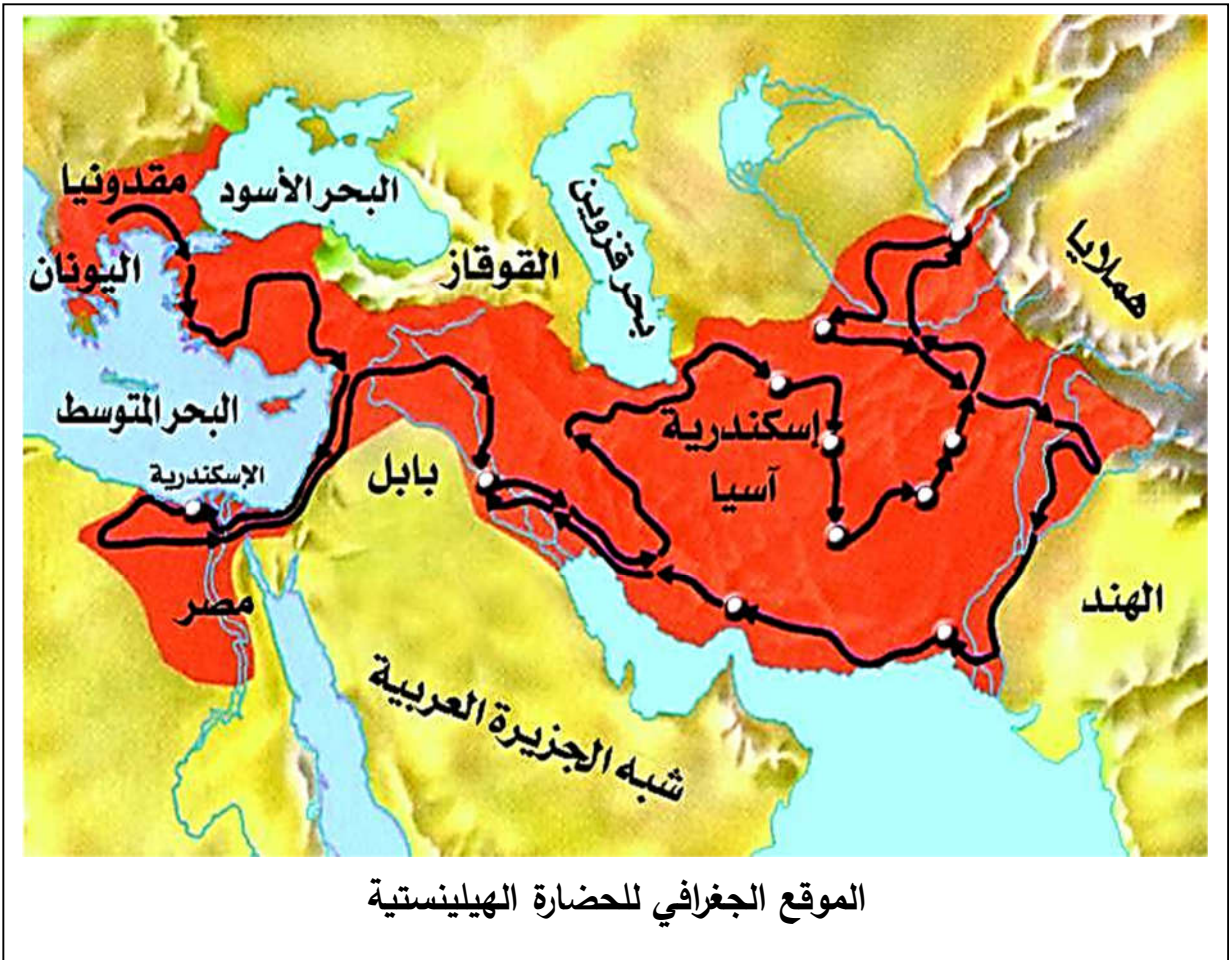 مقدونيا
البحر الأسود
اليونان
القوقاز
بحر قزوين
هملايا
البحر المتوسط
الإسكندرية
بابل
إسكندرية
آسيا
مصر
الهند
شبه الجزيرة العربية
الموقع الجغرافي للحضارة الهيلينستية